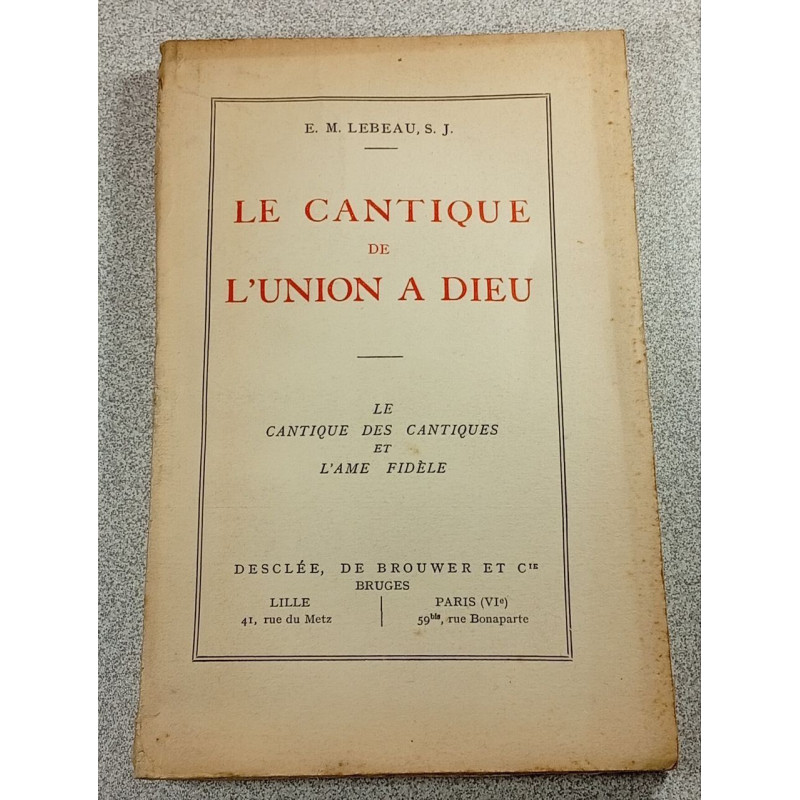 E. M. LEBEAU, S. J.
LE CANTIQUE
DE
L'UNION A DIEU
LE
CANTIQUE DES CANTIQUES
ET
L'AME FIDÈLE
DESCLÉE, DE BROUWER ET Cᴵᴱ
BRUGES
LILLE
41, rue du Metz
PARIS (VIᵉ)
59ᵇⁱˢ, rue Bonaparte